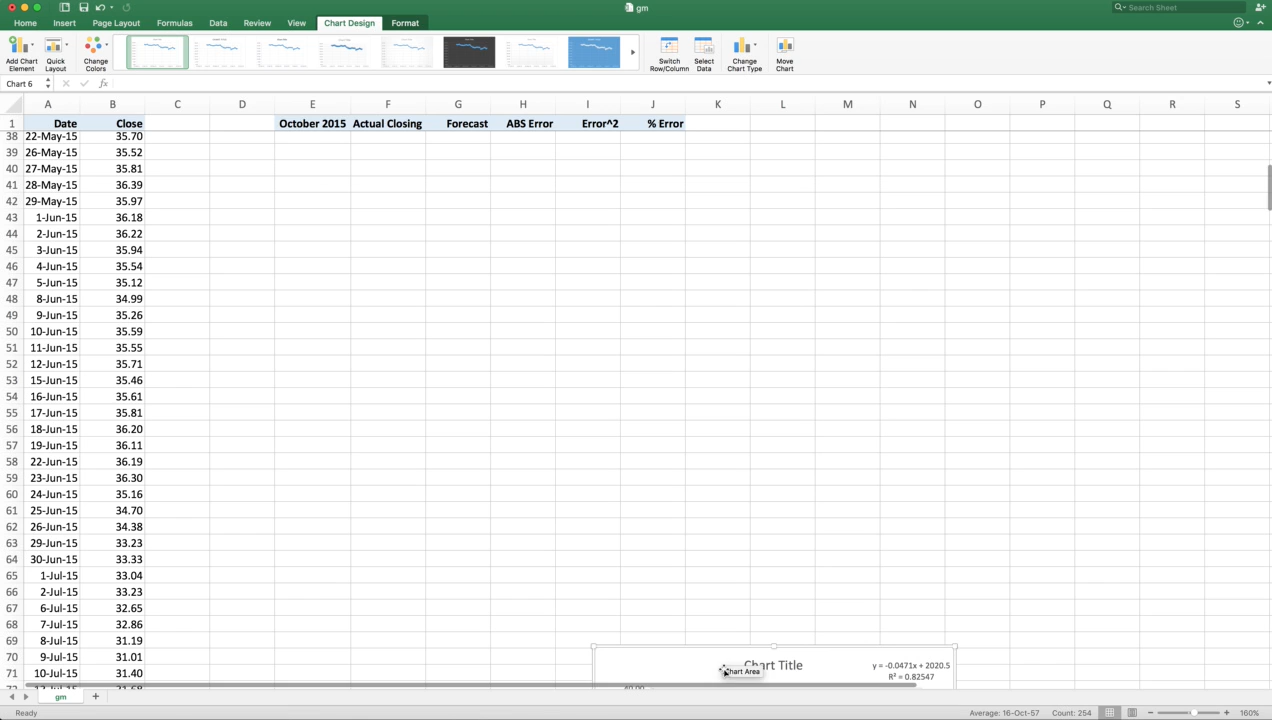 gm
Search Sheet
Home Insert Page Layout Formulas Data Review View Chart Design Format
Add Chart Element Quick Layout Change Colors Switch Row/Column Select Data Change Chart Type Move Chart
Chart 6 fx
A B C D E F G H I J K L M N O P Q R S
1 Date Close October 2015 Actual Closing Forecast ABS Error Error^2 % Error
38 22-May-15 35.70
39 26-May-15 35.52
40 27-May-15 35.81
41 28-May-15 36.39
42 29-May-15 35.97
43 1-Jun-15 36.18
44 2-Jun-15 36.22
45 3-Jun-15 35.94
46 4-Jun-15 35.54
47 5-Jun-15 35.12
48 8-Jun-15 34.99
49 9-Jun-15 35.26
50 10-Jun-15 35.59
51 11-Jun-15 35.55
52 12-Jun-15 35.71
53 15-Jun-15 35.46
54 16-Jun-15 35.61
55 17-Jun-15 35.81
56 18-Jun-15 36.20
57 19-Jun-15 36.11
58 22-Jun-15 36.19
59 23-Jun-15 36.30
60 24-Jun-15 35.16
61 25-Jun-15 34.70
62 26-Jun-15 34.38
63 29-Jun-15 33.23
64 30-Jun-15 33.33
65 1-Jul-15 33.04
66 2-Jul-15 33.23
67 6-Jul-15 32.65
68 7-Jul-15 32.86
69 8-Jul-15 31.19
70 9-Jul-15 31.01
71 10-Jul-15 31.40
Chart Title
y = -0.0471x + 2020.5
R² = 0.82547
Chart Area
gm
Ready Average: 16-Oct-57 Count: 254 160%